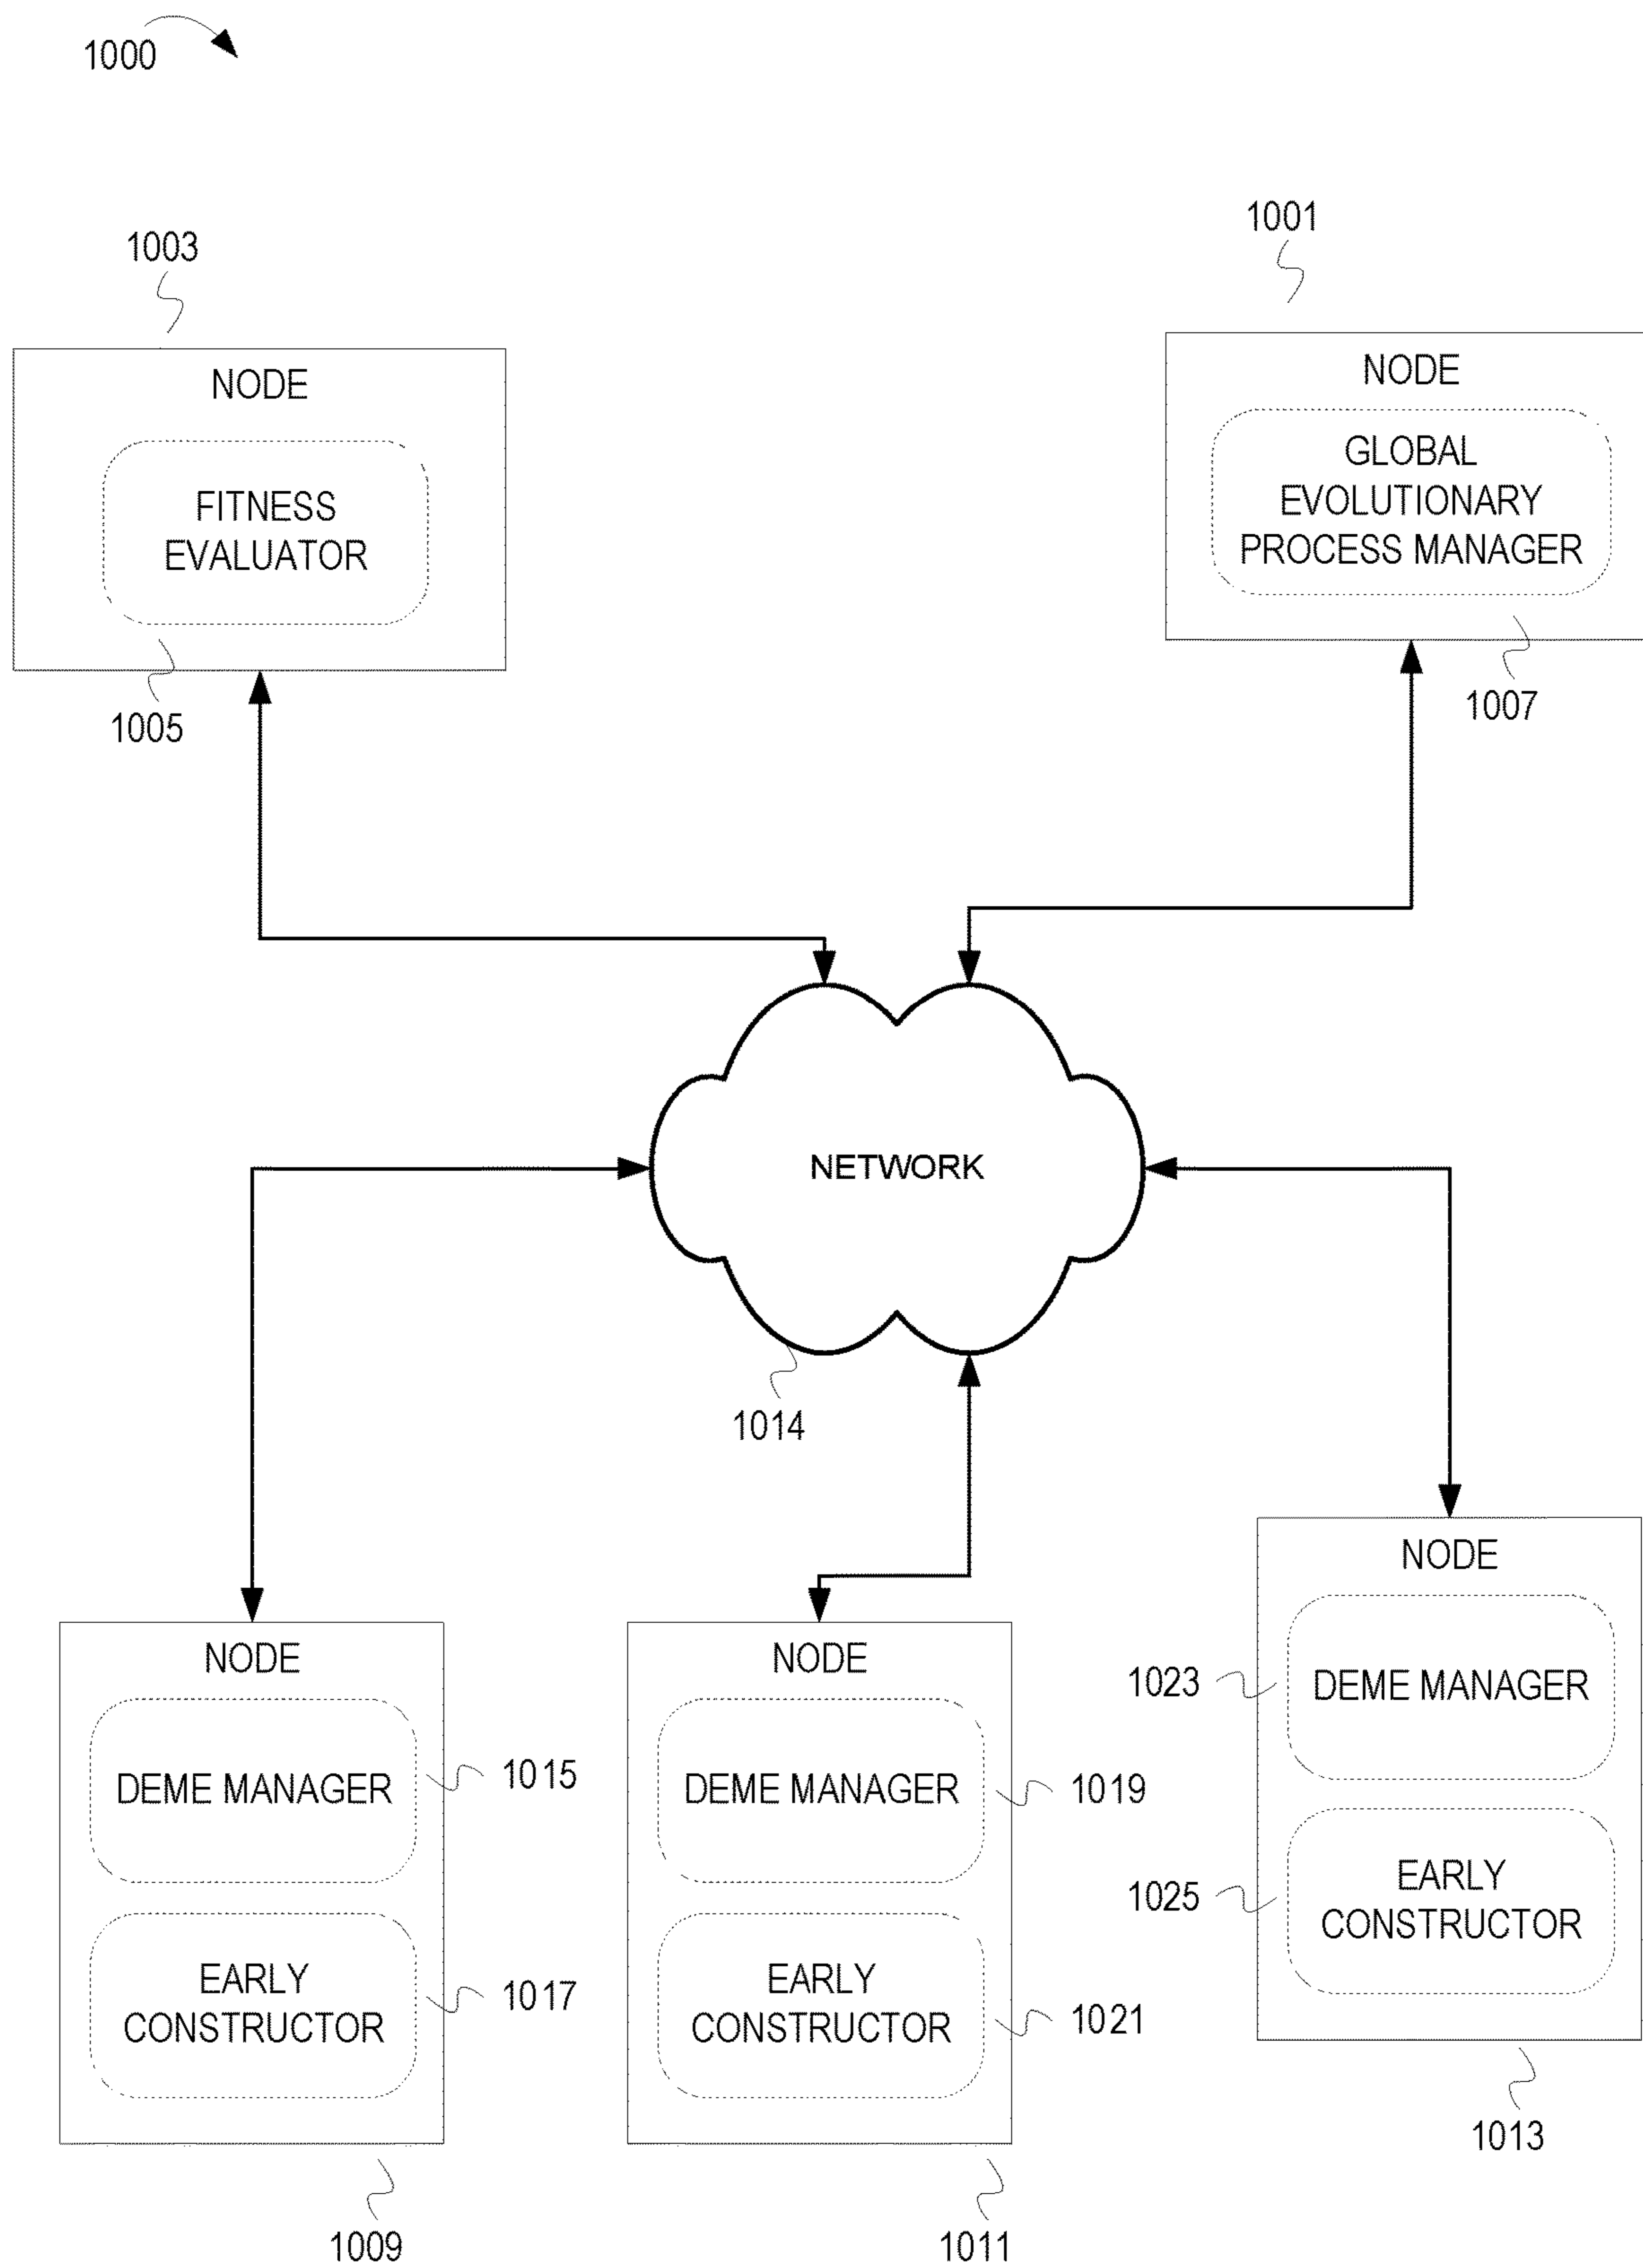 1000
1001
1003
NODE
NODE
GLOBAL
EVOLUTIONARY
PROCESS MANAGER
FITNESS
EVALUATOR
1007
1005
NETWORK
1014
NODE
NODE
NODE
1023
DEME MANAGER
DEME MANAGER
1015
DEME MANAGER
1019
EARLY
CONSTRUCTOR
1025
EARLY
CONSTRUCTOR
1017
EARLY
CONSTRUCTOR
1021
1013
1009
1011